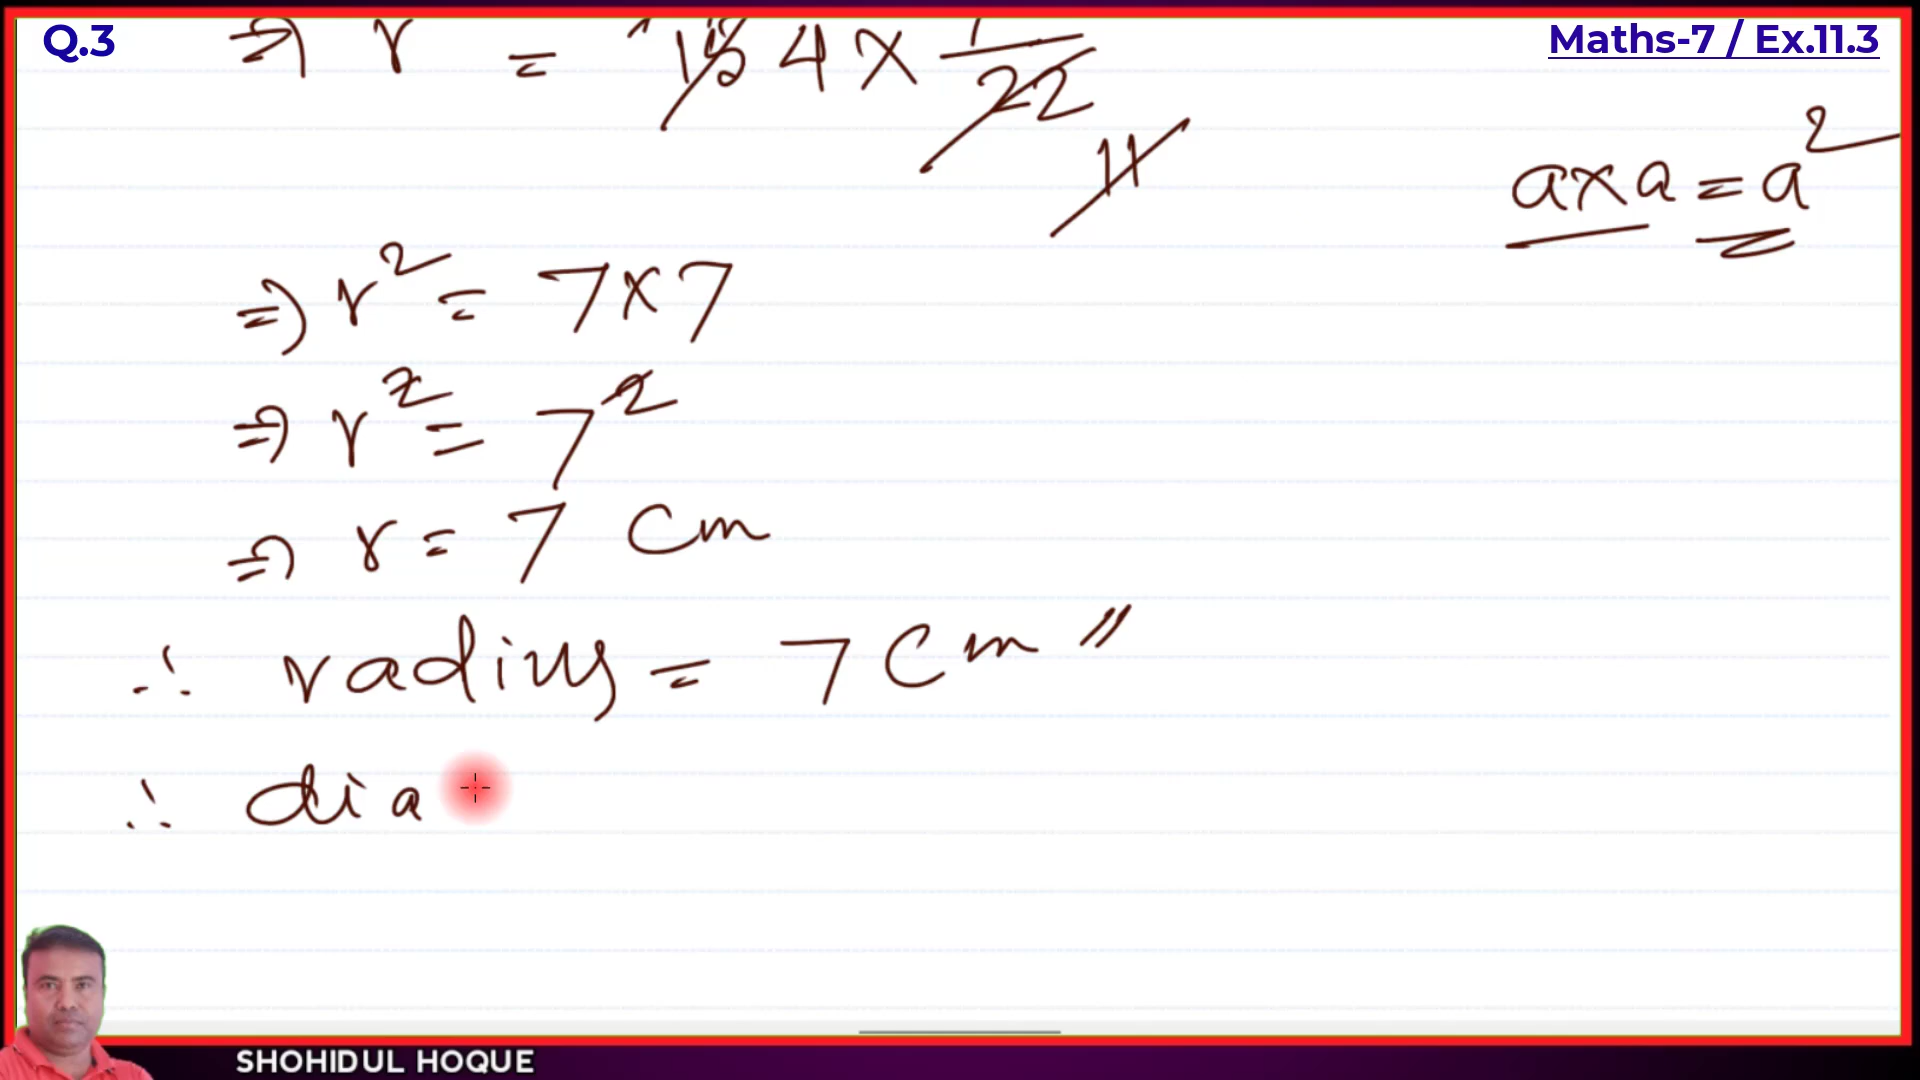 Q.3
Maths-7 / Ex.11.3
⇒ r = 154 × 7/22
11
a×a = a²
⇒ r² = 7×7
⇒ r² = 7²
⇒ r = 7 Cm
∴ radius = 7 Cm //
∴ dia
SHOHIDUL HOQUE